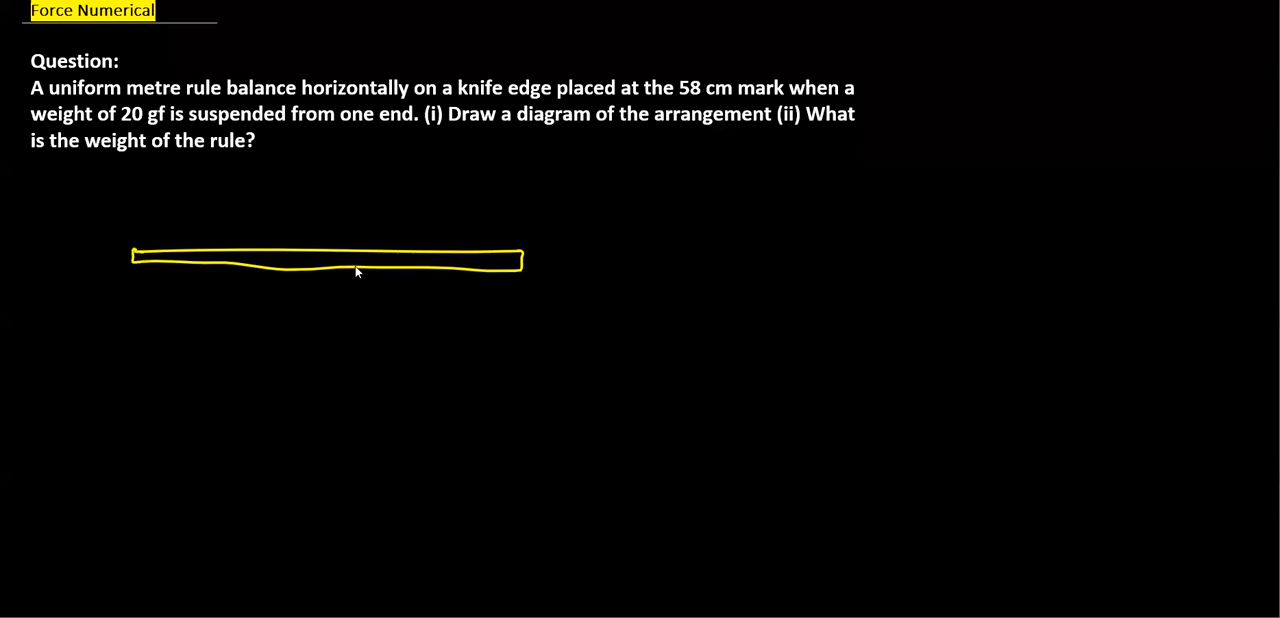 Force Numerical
Question:
A uniform metre rule balance horizontally on a knife edge placed at the 58 cm mark when a
weight of 20 gf is suspended from one end. (i) Draw a diagram of the arrangement (ii) What
is the weight of the rule?